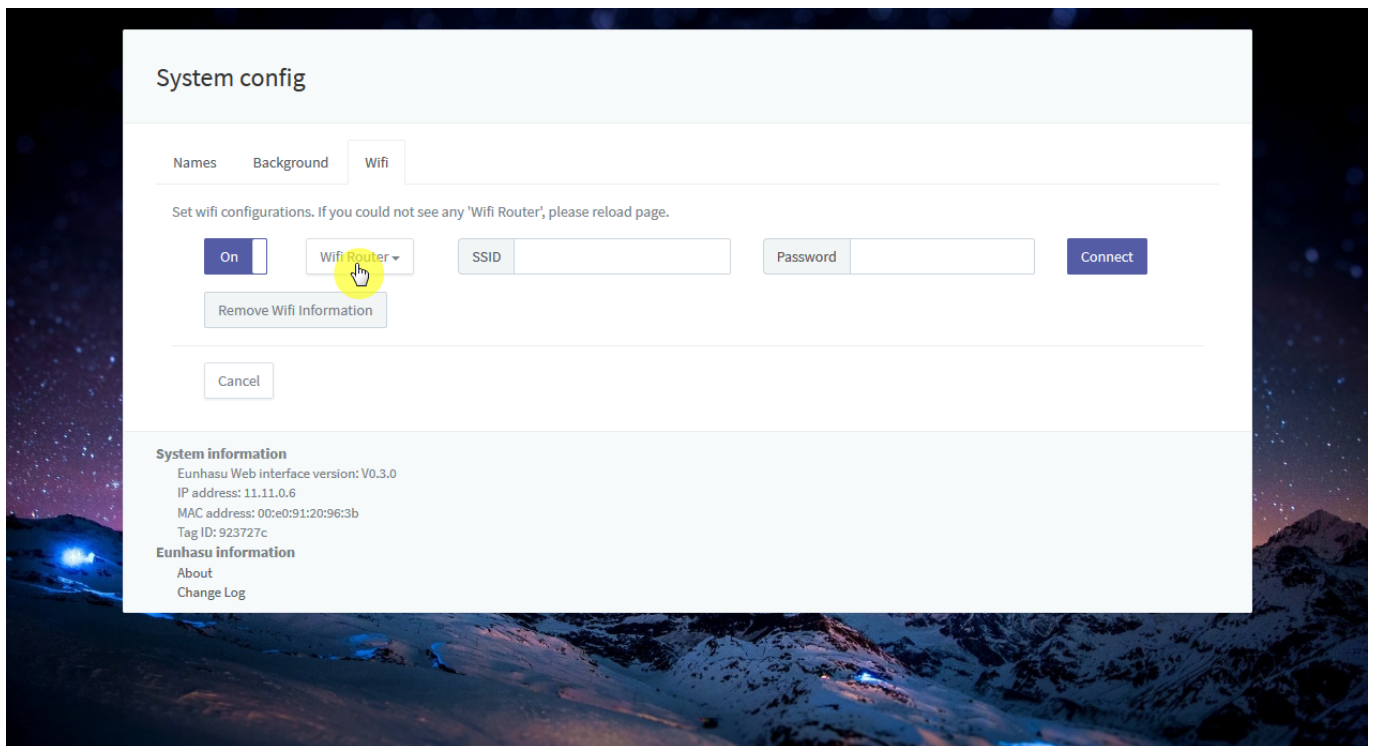 System config
Names Background Wifi
Set wifi configurations. If you could not see any 'Wifi Router', please reload page.
On Wifi Router SSID Password Connect
Remove Wifi Information
Cancel
System information
Eunhasu Web interface version: V0.3.0
IP address: 11.11.0.6
MAC address: 00:e0:91:20:96:3b
Tag ID: 923727c
Eunhasu information
About
Change Log